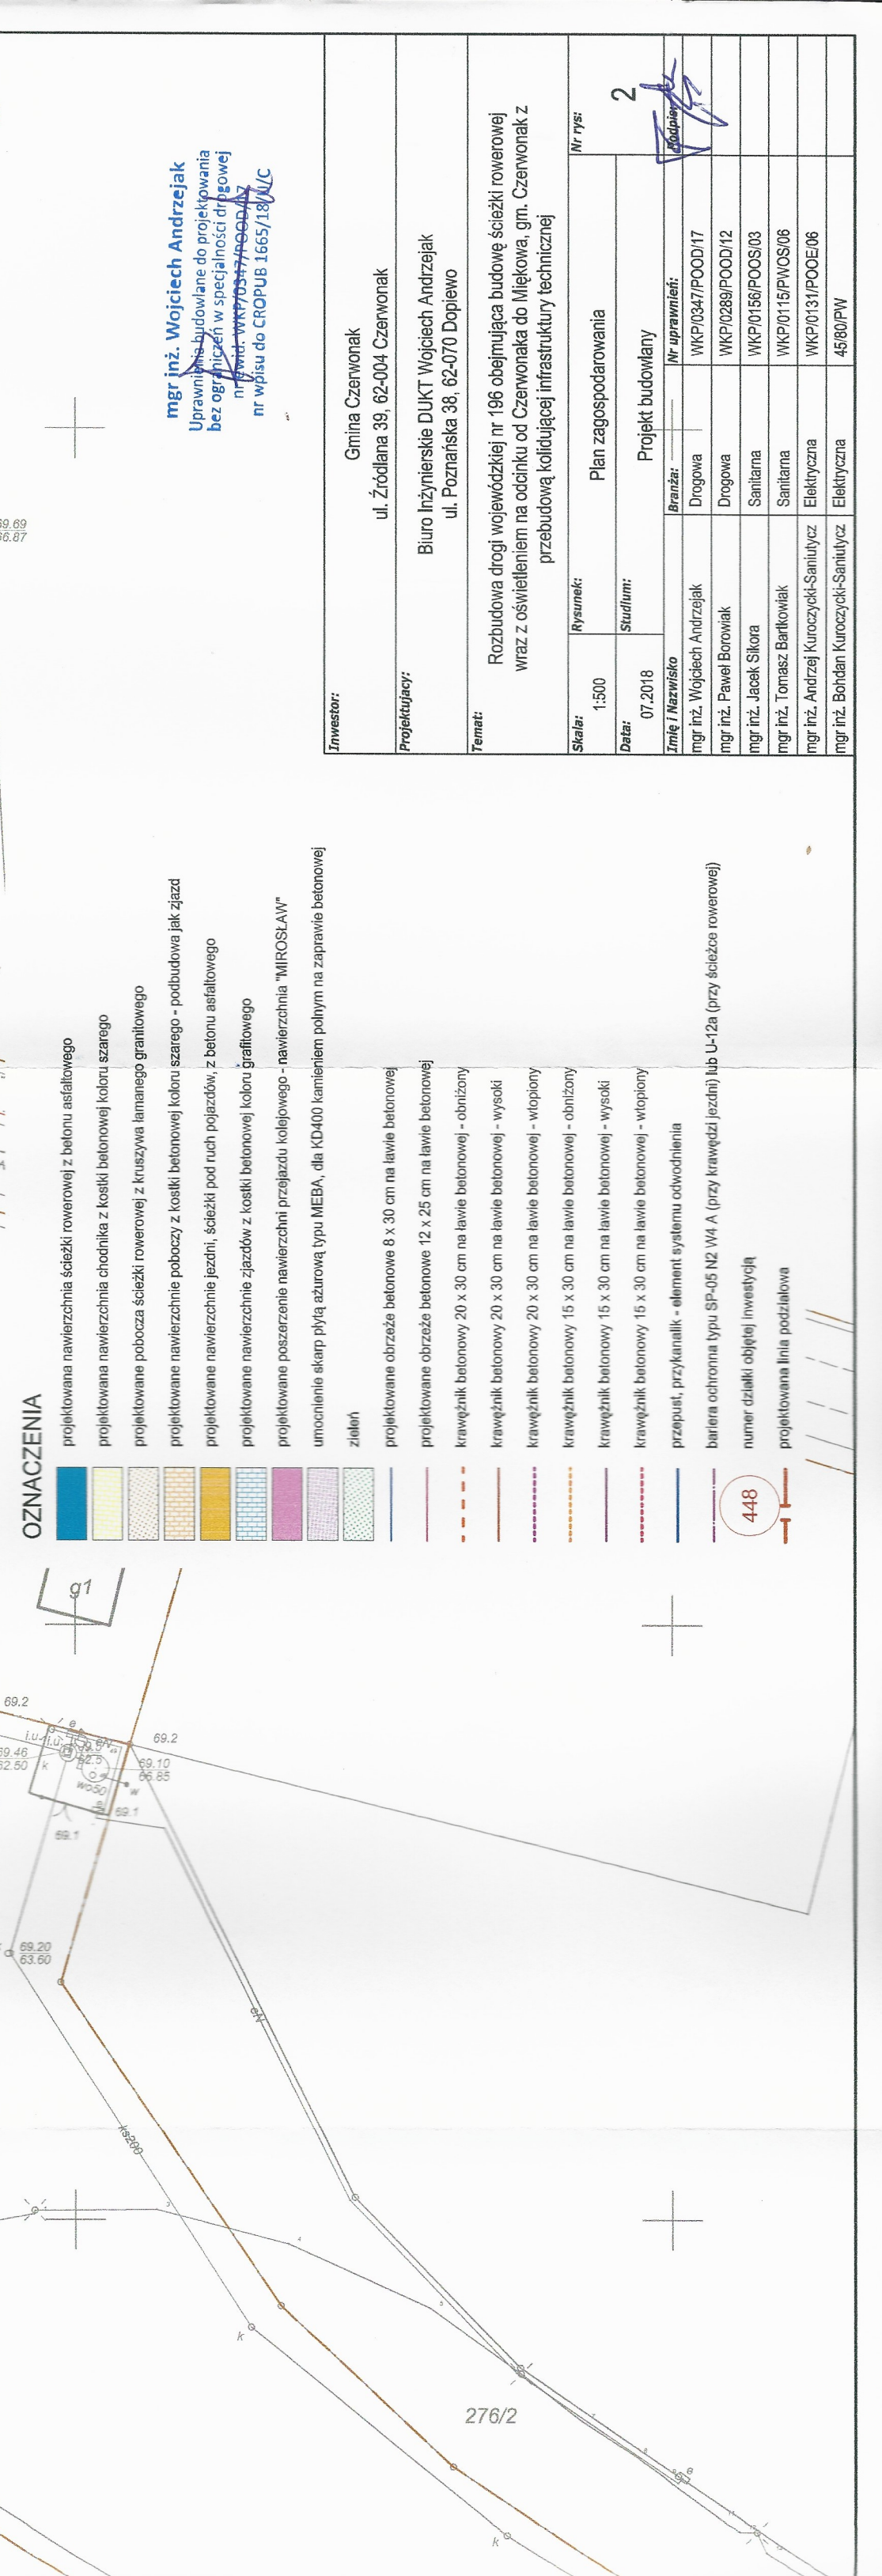 mgr inż. Wojciech Andrzejak
Uprawnienia budowlane do projektowania
bez ograniczeń w specjalności drogowej
nr ewid. WKP/0347/POOD/17
nr wpisu do CROPUB 1665/18/U/C
Inwestor:
Gmina Czerwonak
ul. Źródlana 39, 62-004 Czerwonak
Projektujacy:
Biuro Inżynierskie DUKT Wojciech Andrzejak
ul. Poznańska 38, 62-070 Dopiewo
Temat:
Rozbudowa drogi wojewódzkiej nr 196 obejmująca budowę ścieżki rowerowej
wraz z oświetleniem na odcinku od Czerwonaka do Miękowa, gm. Czerwonak z
przebudową kolidującej infrastruktury technicznej
Skala: Rysunek: Nr rys:
1:500 Plan zagospodarowania 2
Data: Studium:
07.2018 Projekt budowlany
Imię i Nazwisko Branża: Nr uprawnień: Podpis:
mgr inż. Wojciech Andrzejak Drogowa WKP/0347/POOD/17
mgr inż. Paweł Borowiak Drogowa WKP/0289/POOD/12
mgr inż. Jacek Sikora Sanitarna WKP/0156/POOS/03
mgr inż. Tomasz Bartkowiak Sanitarna WKP/0115/PWOS/06
mgr inż. Andrzej Kuroczycki-Saniutycz Elektryczna WKP/0131/POOE/06
mgr inż. Bohdan Kuroczycki-Saniutycz Elektryczna 45/80/PW
OZNACZENIA
projektowana nawierzchnia ścieżki rowerowej z betonu asfaltowego
projektowana nawierzchnia chodnika z kostki betonowej koloru szarego
projektowane pobocza ścieżki rowerowej z kruszywa łamanego granitowego
projektowane nawierzchnie poboczy z kostki betonowej koloru szarego - podbudowa jak zjazd
projektowane nawierzchnie jezdni, ścieżki pod ruch pojazdów, z betonu asfaltowego
projektowane nawierzchnie zjazdów z kostki betonowej koloru grafitowego
projektowane poszerzenie nawierzchni przejazdu kolejowego - nawierzchnia "MIROSŁAW"
umocnienie skarp płytą ażurową typu MEBA, dla KD400 kamieniem polnym na zaprawie betonowej
zieleń
projektowane obrzeże betonowe 8 x 30 cm na ławie betonowej
projektowane obrzeże betonowe 12 x 25 cm na ławie betonowej
krawężnik betonowy 20 x 30 cm na ławie betonowej - obniżony
krawężnik betonowy 20 x 30 cm na ławie betonowej - wysoki
krawężnik betonowy 20 x 30 cm na ławie betonowej - wtopiony
krawężnik betonowy 15 x 30 cm na ławie betonowej - obniżony
krawężnik betonowy 15 x 30 cm na ławie betonowej - wysoki
krawężnik betonowy 15 x 30 cm na ławie betonowej - wtopiony
przepust, przykanalik - element systemu odwodnienia
bariera ochronna typu SP-05 N2 W4 A (przy krawędzi jezdni) lub U-12a (przy ścieżce rowerowej)
448 numer działki objętej inwestycją
projektowana linia podziałowa
g1
69.2
69.2
69.10
66.85
69.1
69.1
wo50
w
k
69.20
63.60
eN
ks200
k
276/2
e
k